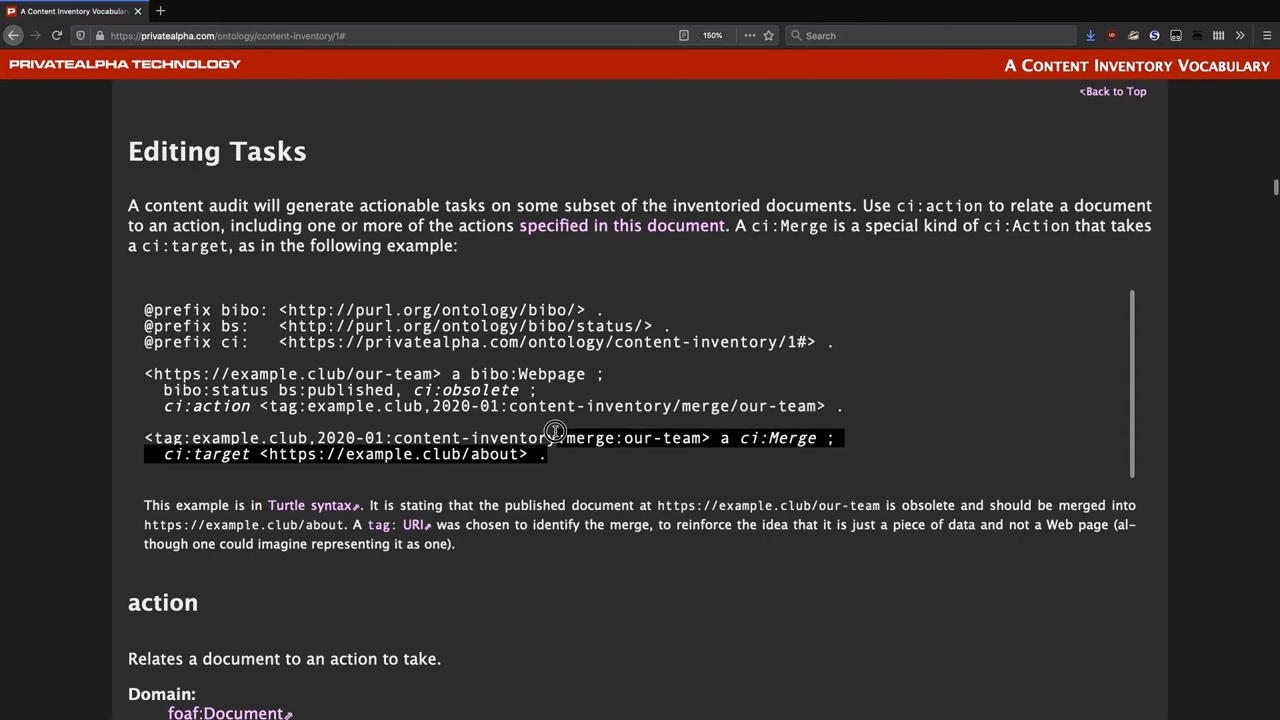 A Content Inventory Vocabulary
https://privatealpha.com/ontology/content-inventory/1#
150%
Search
PRIVATEALPHA TECHNOLOGY
A CONTENT INVENTORY VOCABULARY
Back to Top
Editing Tasks
A content audit will generate actionable tasks on some subset of the inventoried documents. Use ci:action to relate a document
to an action, including one or more of the actions specified in this document. A ci:Merge is a special kind of ci:Action that takes
a ci:target, as in the following example:
@prefix bibo: <http://purl.org/ontology/bibo/> .
@prefix bs: <http://purl.org/ontology/bibo/status/> .
@prefix ci: <https://privatealpha.com/ontology/content-inventory/1#> .
<https://example.club/our-team> a bibo:Webpage ;
bibo:status bs:published, ci:obsolete ;
ci:action <tag:example.club,2020-01:content-inventory/merge/our-team> .
<tag:example.club,2020-01:content-inventory:merge:our-team> a ci:Merge ;
ci:target <https://example.club/about> .
This example is in Turtle syntax. It is stating that the published document at https://example.club/our-team is obsolete and should be merged into
https://example.club/about. A tag: URI was chosen to identify the merge, to reinforce the idea that it is just a piece of data and not a Web page (al-
though one could imagine representing it as one).
action
Relates a document to an action to take.
Domain:
foaf:Document